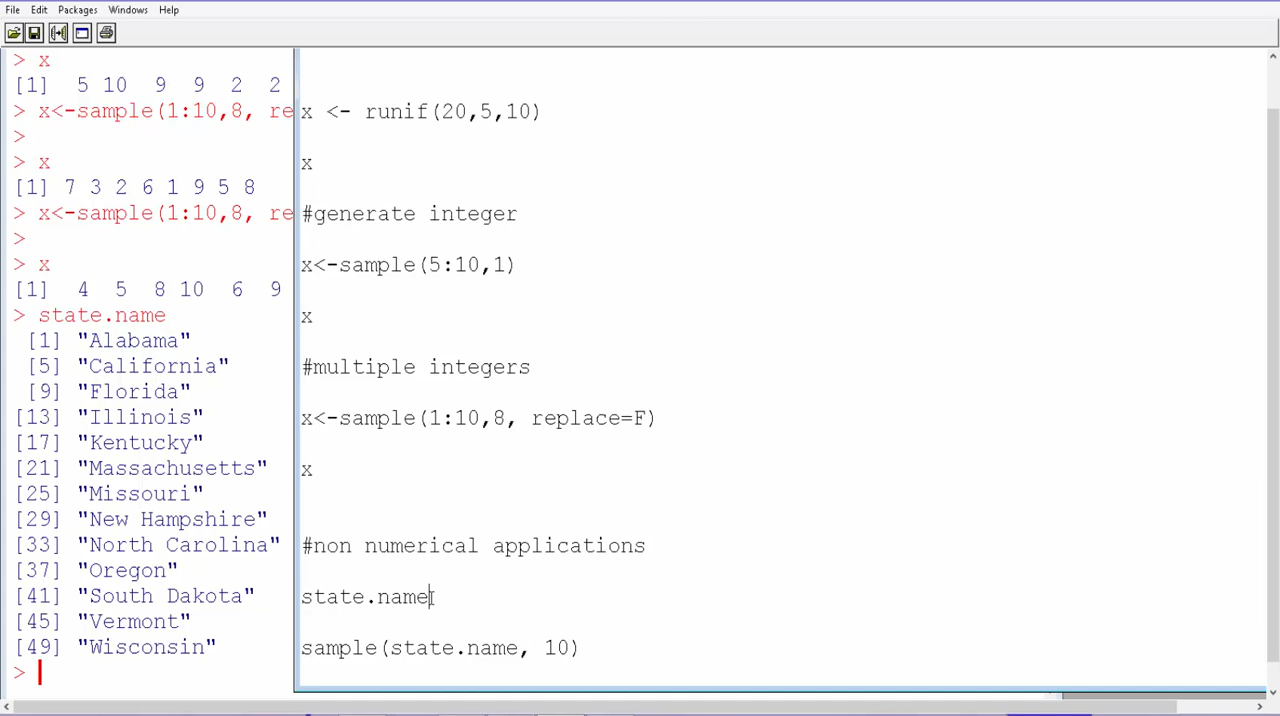 File Edit Packages Windows Help
> x
[1] 5 10 9 9 2 2
> x<-sample(1:10,8, re
>
> x
[1] 7 3 2 6 1 9 5 8
> x<-sample(1:10,8, re
>
> x
[1] 4 5 8 10 6 9
> state.name
[1] "Alabama"
[5] "California"
[9] "Florida"
[13] "Illinois"
[17] "Kentucky"
[21] "Massachusetts"
[25] "Missouri"
[29] "New Hampshire"
[33] "North Carolina"
[37] "Oregon"
[41] "South Dakota"
[45] "Vermont"
[49] "Wisconsin"
>
x <- runif(20,5,10)
x
#generate integer
x<-sample(5:10,1)
x
#multiple integers
x<-sample(1:10,8, replace=F)
x
#non numerical applications
state.name
sample(state.name, 10)